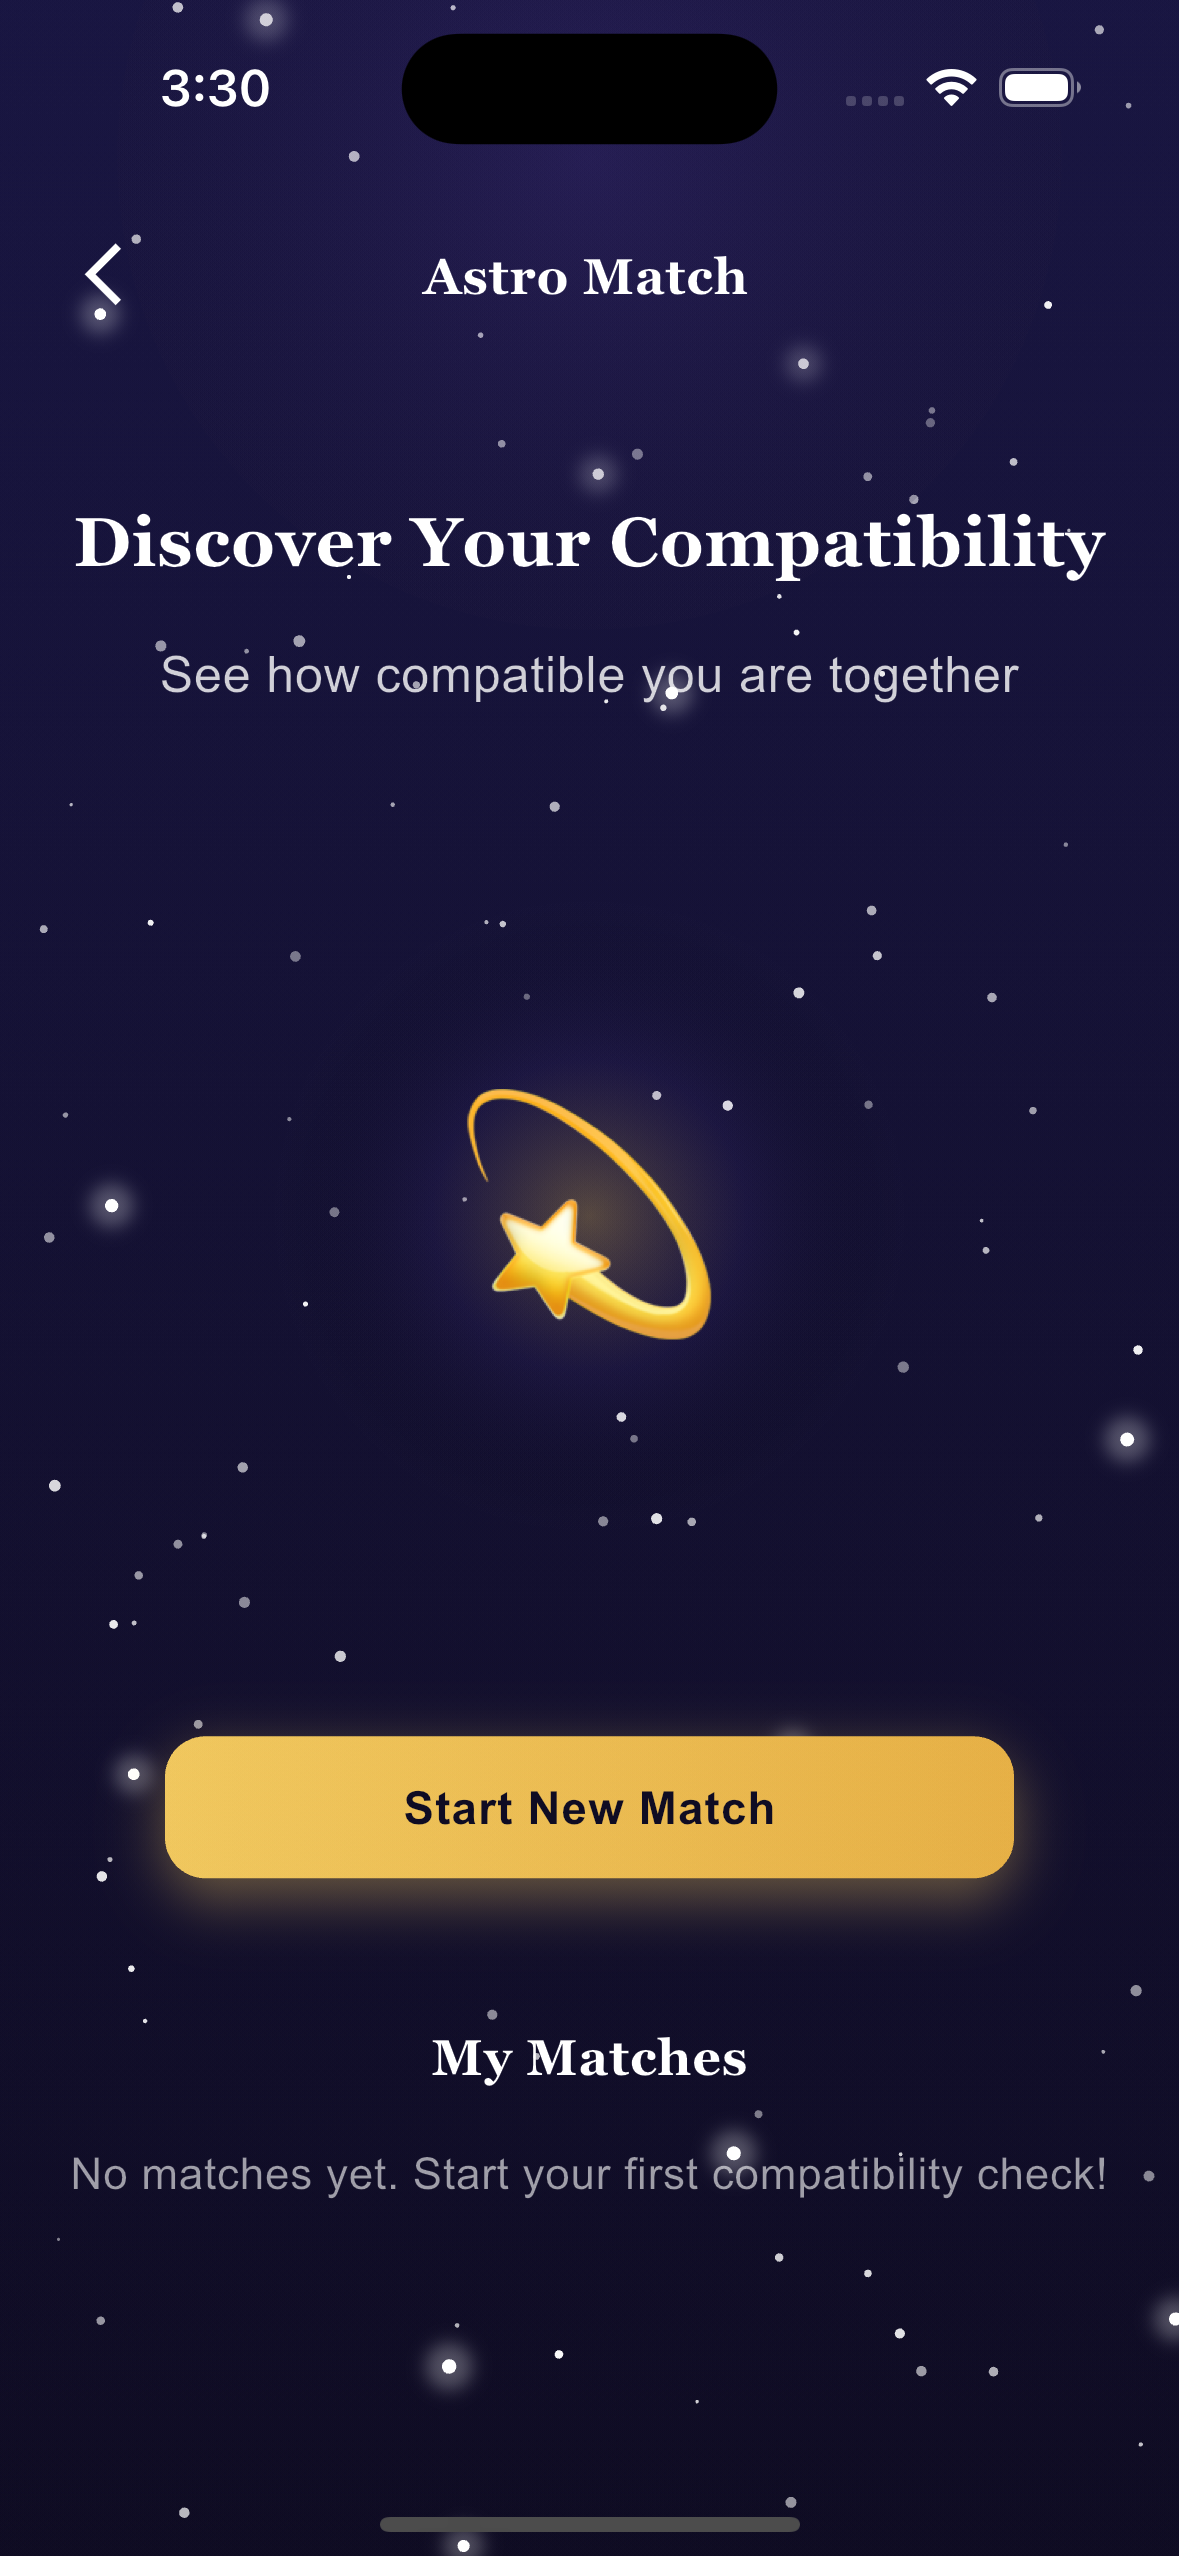 3:30
Astro Match
Discover Your Compatibility
See how compatible you are together
Start New Match
My Matches
No matches yet. Start your first compatibility check!